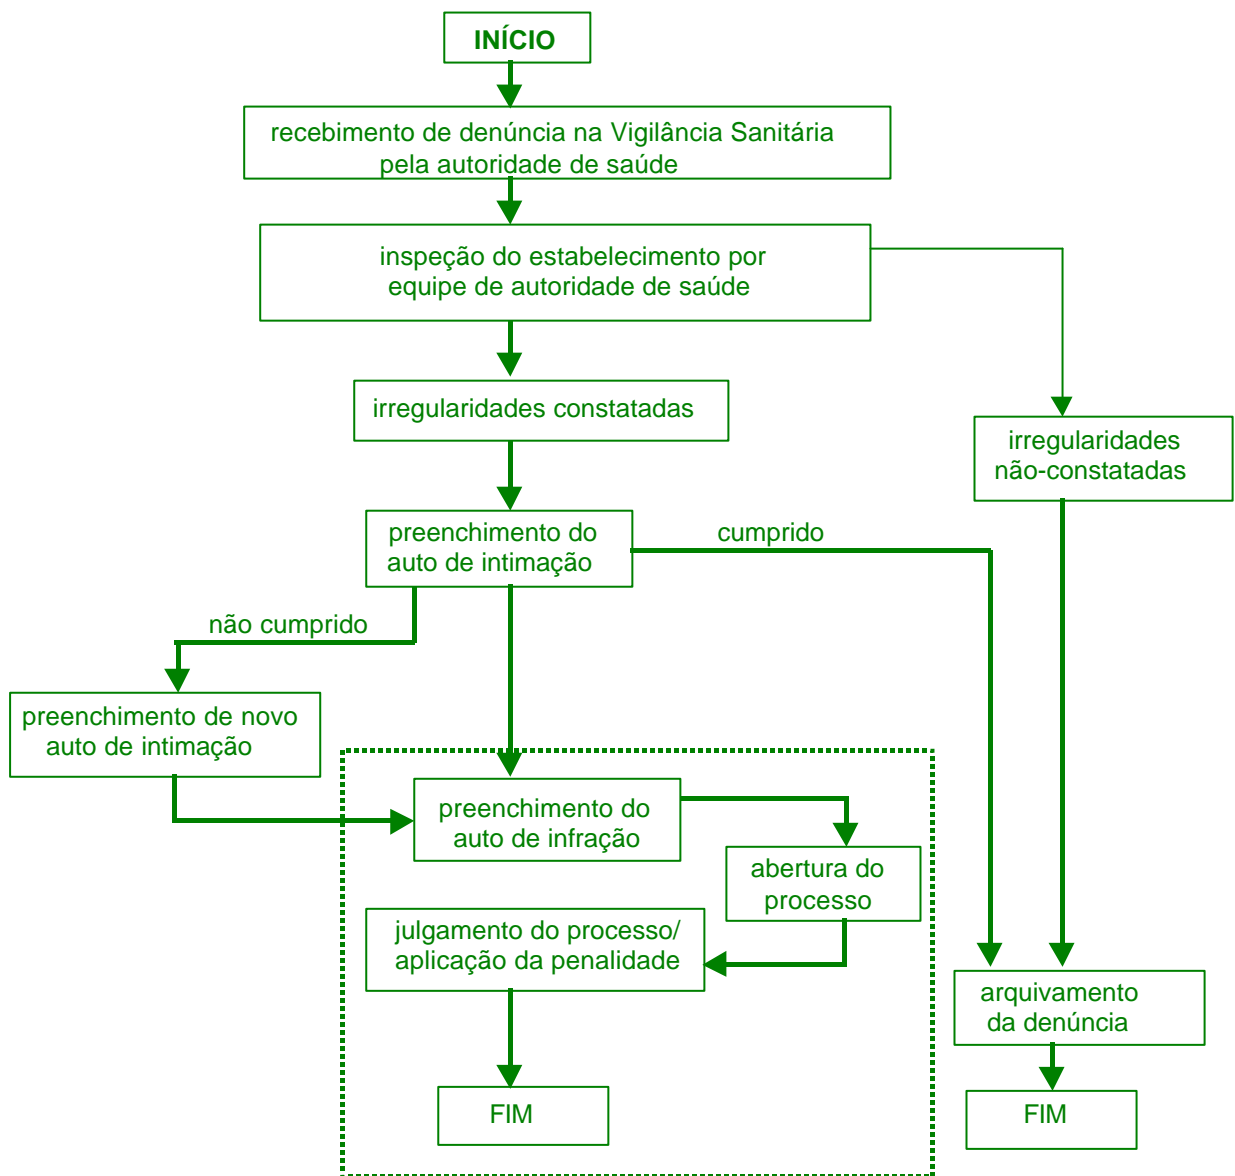 INÍCIO
recebimento de denúncia na Vigilância Sanitária
pela autoridade de saúde
inspeção do estabelecimento por
equipe de autoridade de saúde
irregularidades constatadas
irregularidades
não-constatadas
preenchimento do
auto de intimação
cumprido
não cumprido
preenchimento de novo
auto de intimação
preenchimento do
auto de infração
abertura do
processo
julgamento do processo/
aplicação da penalidade
arquivamento
da denúncia
FIM
FIM